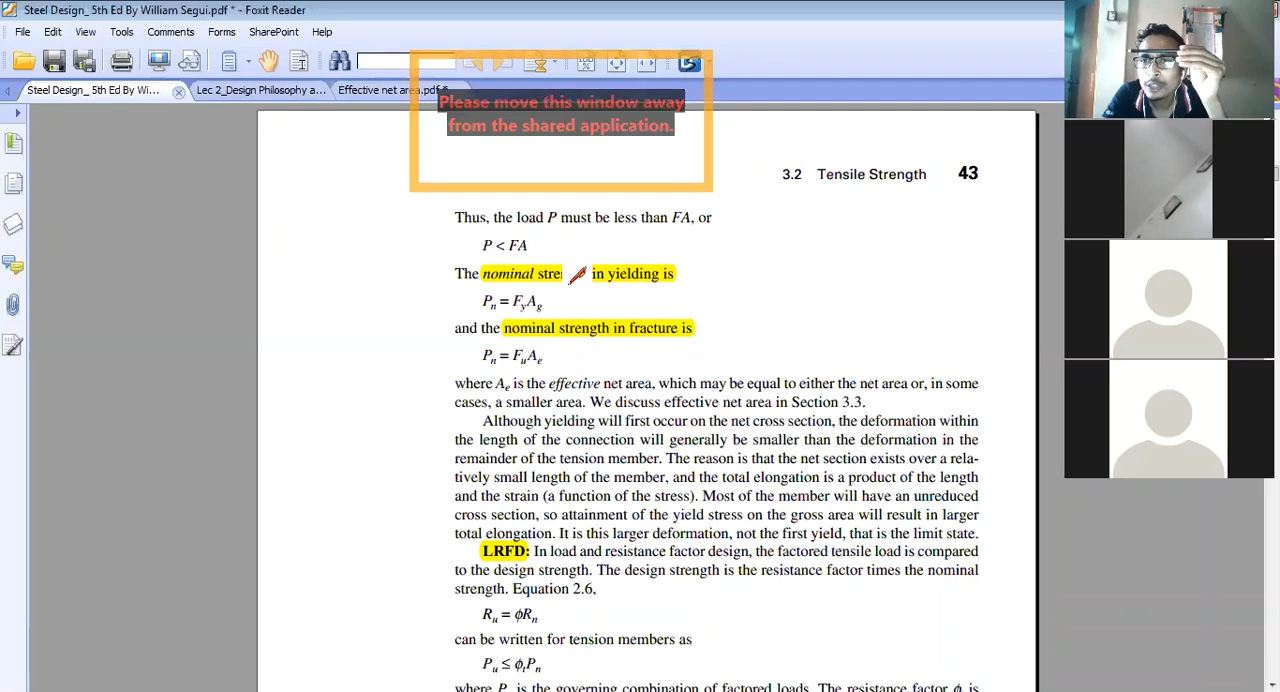 Steel Design_ 5th Ed By William Segui.pdf * - Foxit Reader
File Edit View Tools Comments Forms SharePoint Help
Steel Design_ 5th Ed By Wi... Lec 2_Design Philosophy a... Effective net area.pdf *
Please move this window away
from the shared application.
3.2 Tensile Strength 43
Thus, the load P must be less than FA, or
P < FA
The nominal stre in yielding is
Pₙ = FyAg
and the nominal strength in fracture is
Pₙ = FᵤAₑ
where Aₑ is the effective net area, which may be equal to either the net area or, in some
cases, a smaller area. We discuss effective net area in Section 3.3.
Although yielding will first occur on the net cross section, the deformation within
the length of the connection will generally be smaller than the deformation in the
remainder of the tension member. The reason is that the net section exists over a rela-
tively small length of the member, and the total elongation is a product of the length
and the strain (a function of the stress). Most of the member will have an unreduced
cross section, so attainment of the yield stress on the gross area will result in larger
total elongation. It is this larger deformation, not the first yield, that is the limit state.
LRFD: In load and resistance factor design, the factored tensile load is compared
to the design strength. The design strength is the resistance factor times the nominal
strength. Equation 2.6,
Rᵤ = ϕRₙ
can be written for tension members as
Pᵤ ≤ ϕₜPₙ
where P is the governing combination of factored loads. The resistance factor ϕ is